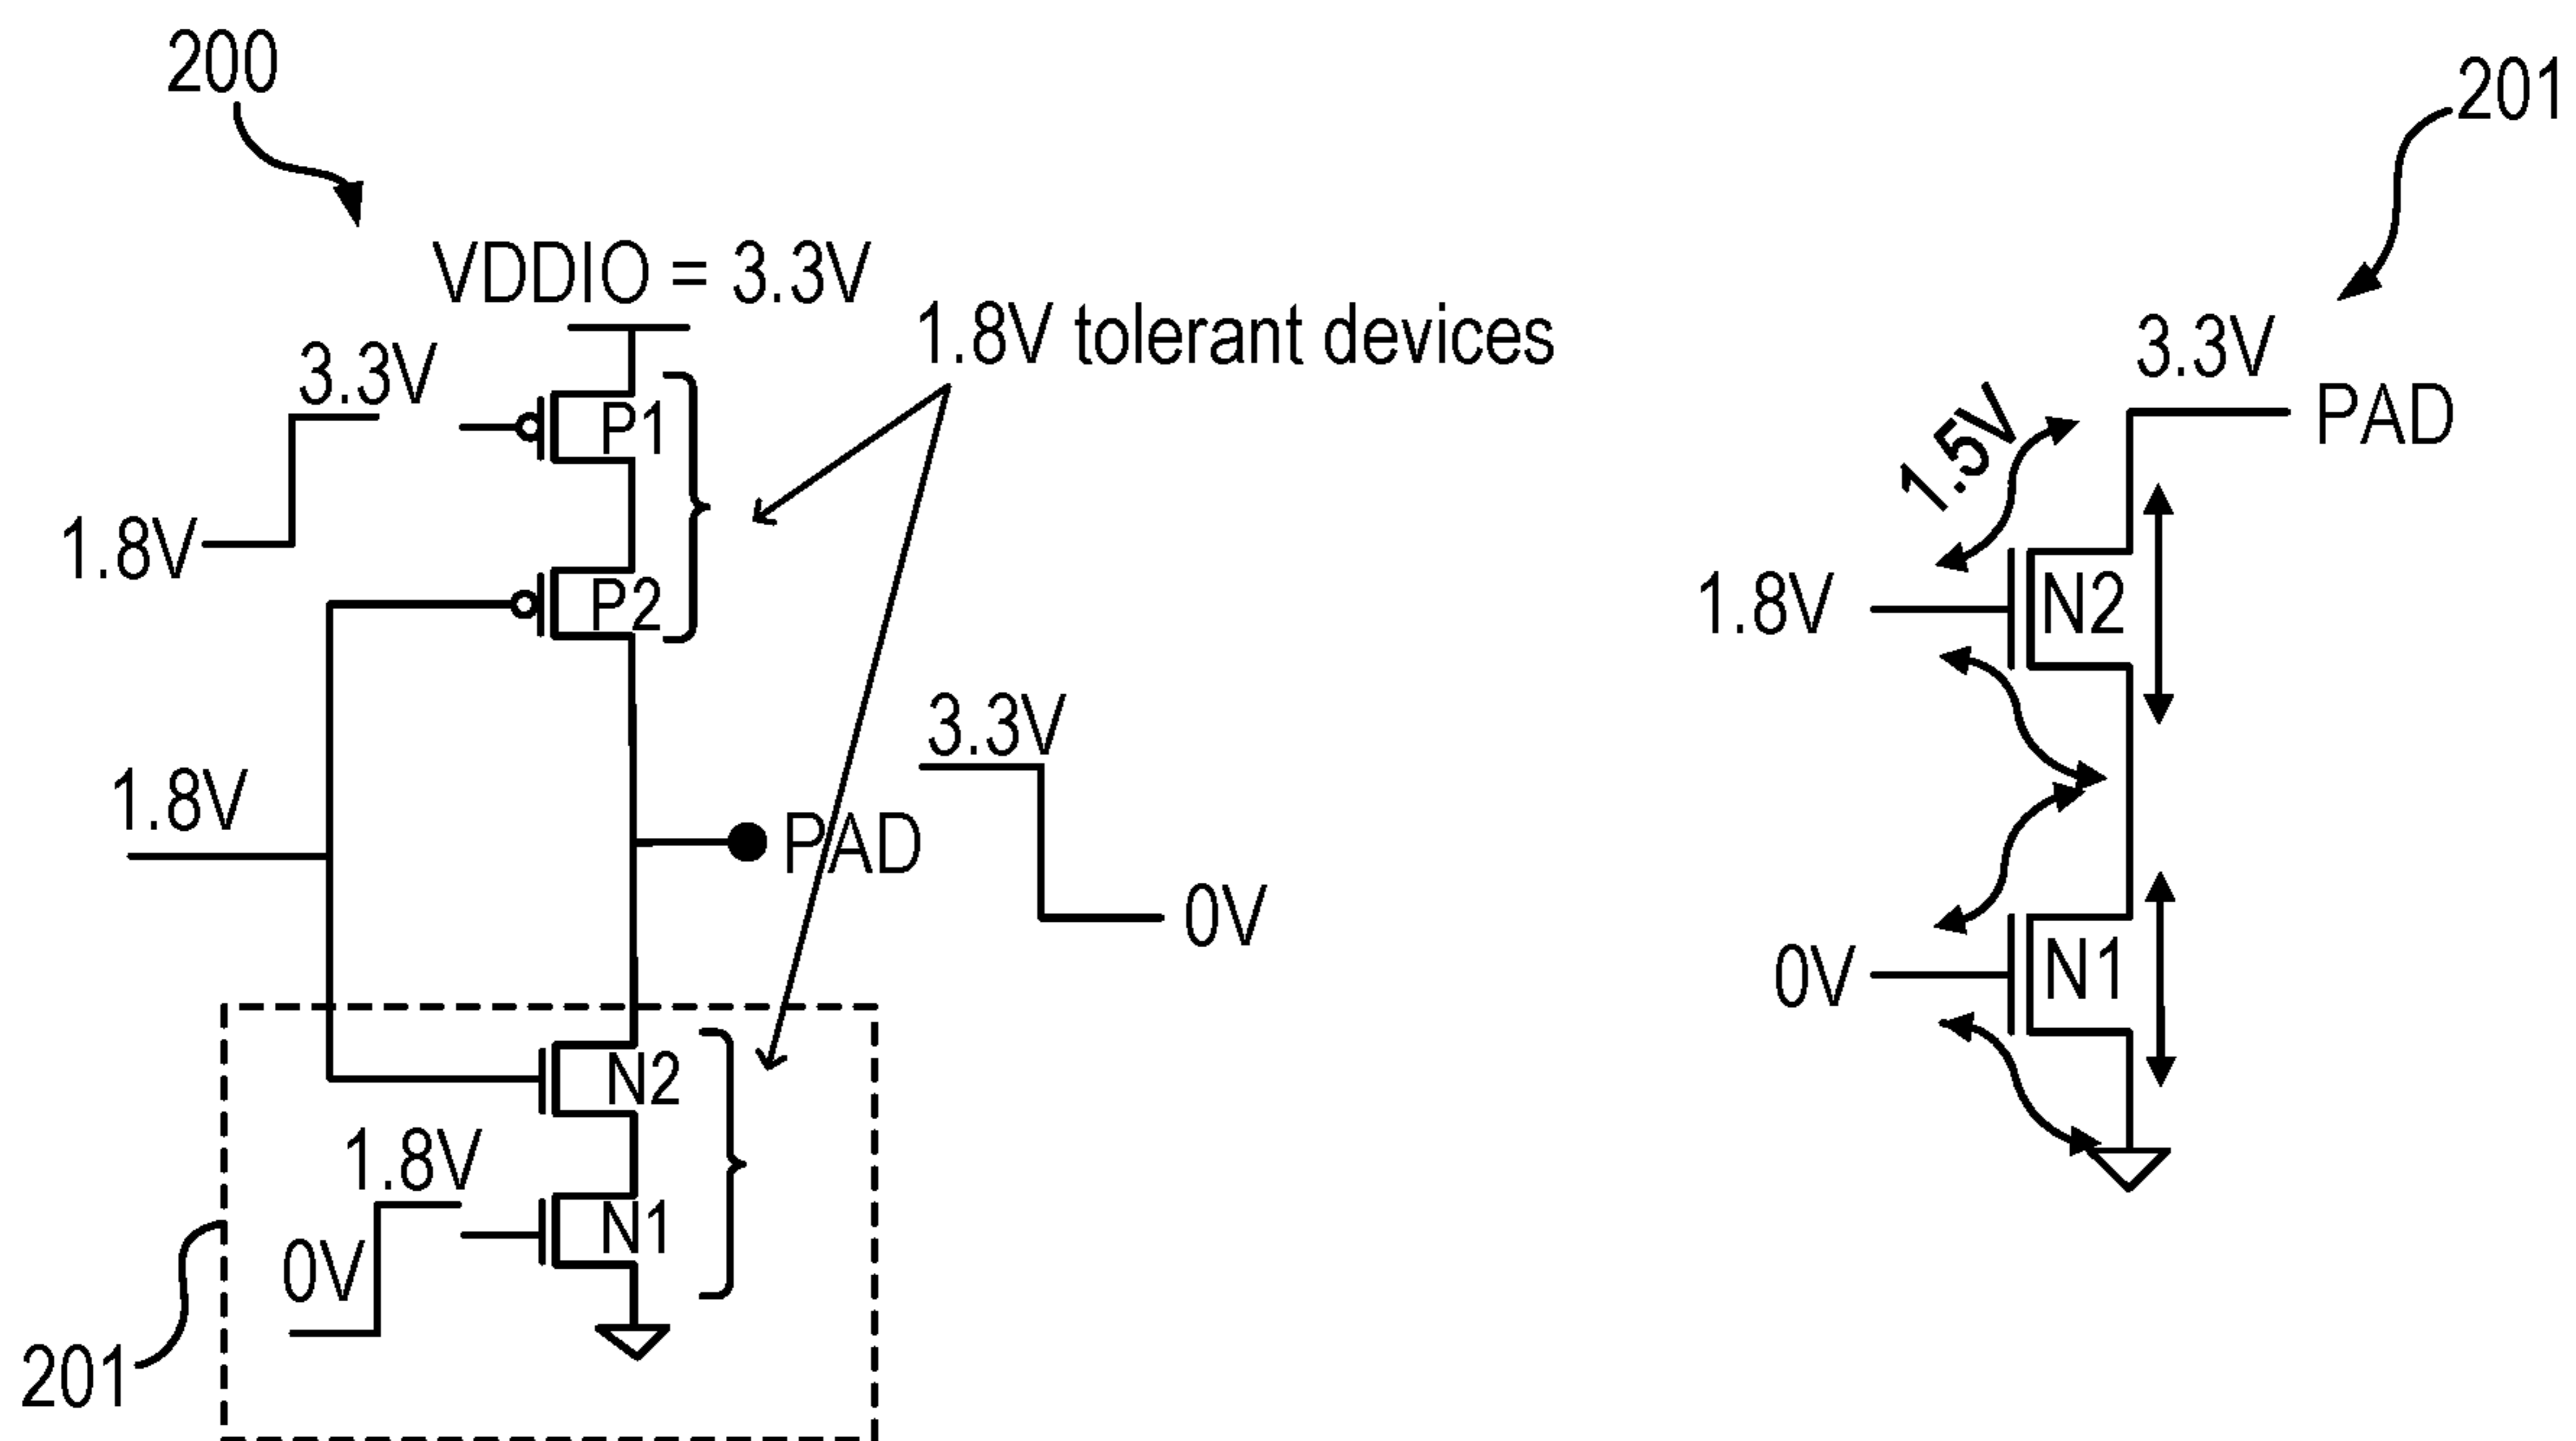 200
VDDIO = 3.3V
1.8V tolerant devices
3.3V
1.8V
P1
P2
1.8V
PAD
3.3V
0V
N2
1.8V
N1
0V
201
201
3.3V
PAD
1.5V
1.8V
N2
0V
N1